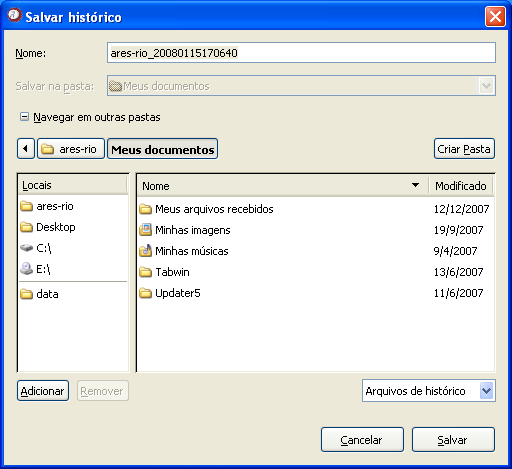 Salvar histórico
Nome: ares-rio_20080115170640
Salvar na pasta: Meus documentos
Navegar em outras pastas
ares-rio Meus documentos Criar Pasta
Locais
ares-rio
Desktop
C:\
E:\
data
Nome Modificado
Meus arquivos recebidos 12/12/2007
Minhas imagens 19/9/2007
Minhas músicas 9/4/2007
Tabwin 13/6/2007
Updater5 11/6/2007
Adicionar Remover Arquivos de histórico
Cancelar Salvar